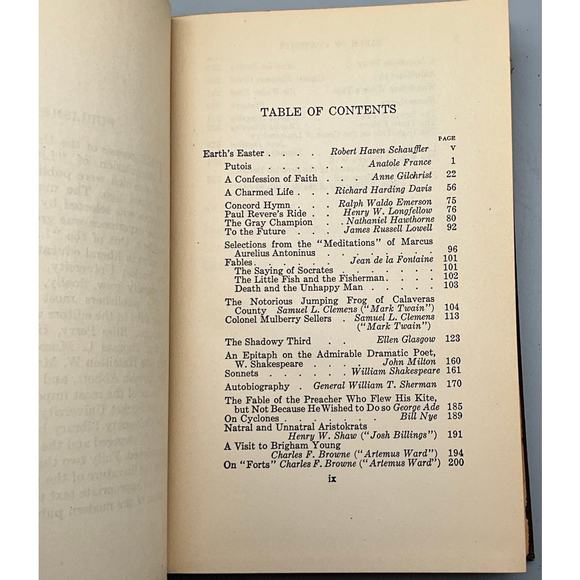 TABLE OF CONTENTS
PAGE
Earth's Easter . . . . Robert Haven Schauffler v
Putois . . . . . . . Anatole France 1
A Confession of Faith . . . Anne Gilchrist 22
A Charmed Life . . . Richard Harding Davis 56
Concord Hymn . . . Ralph Waldo Emerson 75
Paul Revere's Ride . . Henry W. Longfellow 76
The Gray Champion . . Nathaniel Hawthorne 80
To the Future . . . James Russell Lowell 92
Selections from the "Meditations" of Marcus
Aurelius Antoninus . . . . . . 96
Fables . . . . . Jean de la Fontaine 101
The Saying of Socrates . . . . . 101
The Little Fish and the Fisherman . . . 102
Death and the Unhappy Man . . . . 103
The Notorious Jumping Frog of Calaveras
County Samuel L. Clemens ("Mark Twain") 104
Colonel Mulberry Sellers . Samuel L. Clemens 113
("Mark Twain")
The Shadowy Third . . . . Ellen Glasgow 123
An Epitaph on the Admirable Dramatic Poet,
W. Shakespeare . . . . John Milton 160
Sonnets . . . . . William Shakespeare 161
Autobiography . General William T. Sherman 170
The Fable of the Preacher Who Flew His Kite,
but Not Because He Wished to Do so George Ade 185
On Cyclones . . . . . . Bill Nye 189
Natral and Unnatral Aristokrats
Henry W. Shaw ("Josh Billings") 191
A Visit to Brigham Young
Charles F. Browne ("Artemus Ward") 194
On "Forts" Charles F. Browne ("Artemus Ward") 200
ix